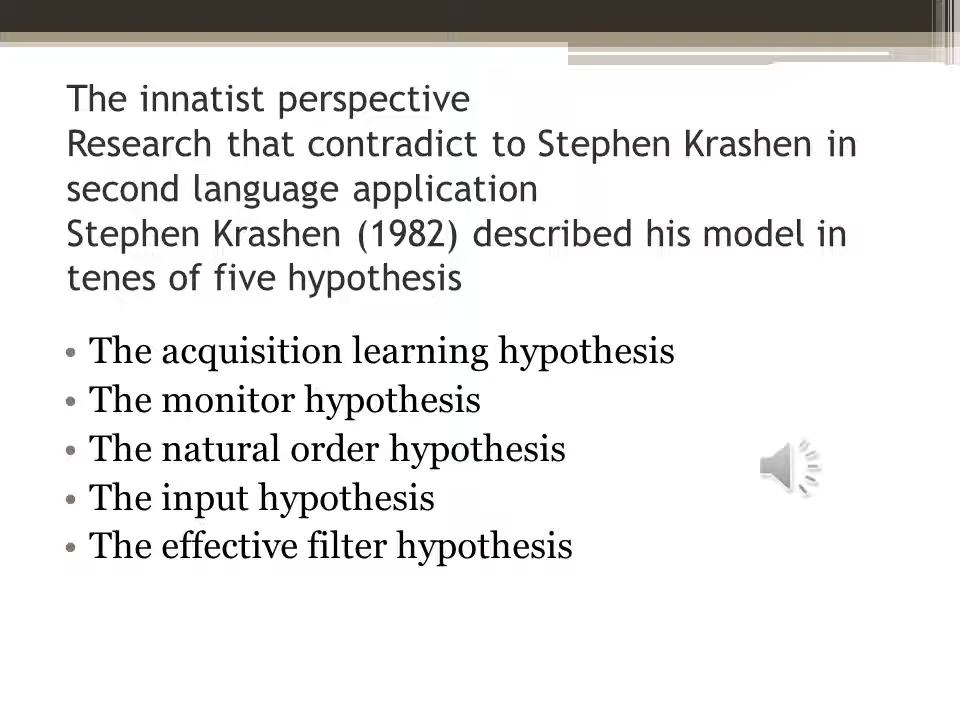 The innatist perspective
Research that contradict to Stephen Krashen in
second language application
Stephen Krashen (1982) described his model in
tenes of five hypothesis
• The acquisition learning hypothesis
• The monitor hypothesis
• The natural order hypothesis
• The input hypothesis
• The effective filter hypothesis